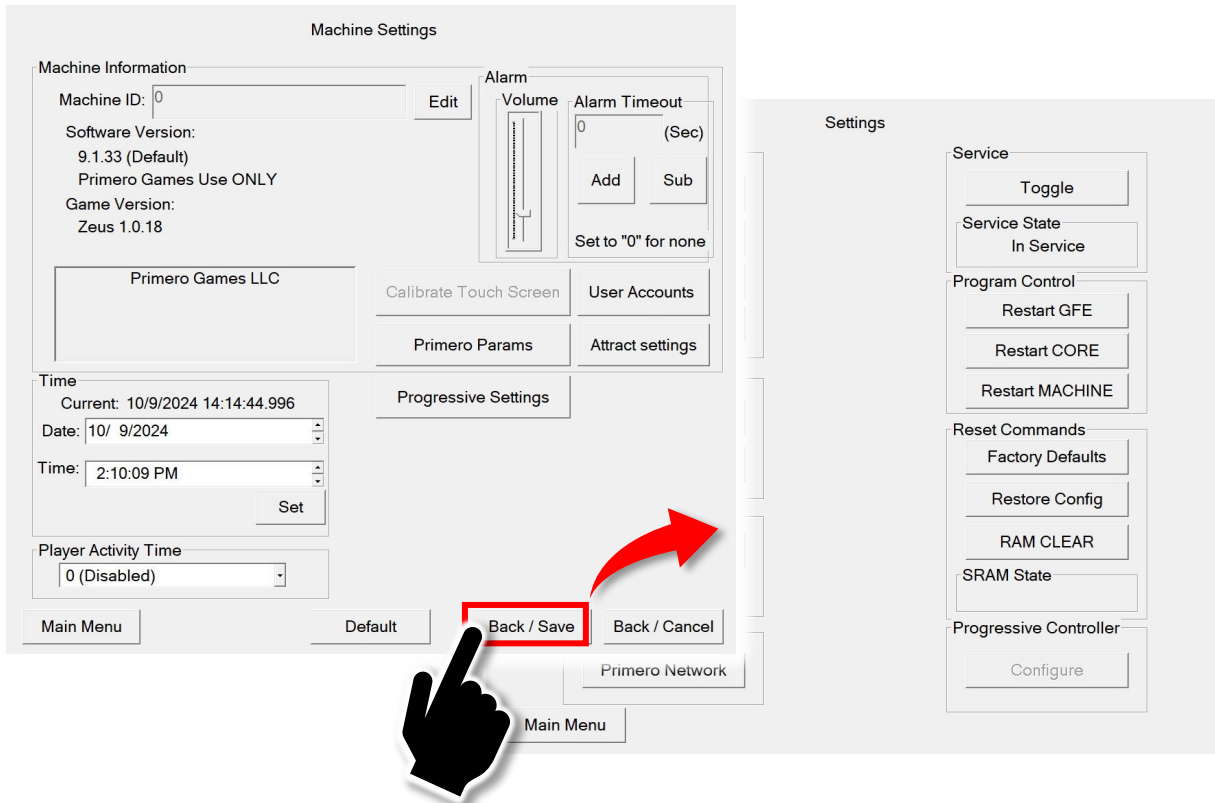 Machine Settings
Machine Information
Machine ID: 0
Edit
Software Version:
9.1.33 (Default)
Primero Games Use ONLY
Game Version:
Zeus 1.0.18
Alarm
Volume
Alarm Timeout
0 (Sec)
Add Sub
Set to "0" for none
Primero Games LLC
Calibrate Touch Screen
User Accounts
Primero Params
Attract settings
Progressive Settings
Time
Current: 10/9/2024 14:14:44.996
Date: 10/ 9/2024
Time: 2:10:09 PM
Set
Player Activity Time
0 (Disabled)
Main Menu
Default
Back / Save
Back / Cancel
Settings
Service
Toggle
Service State
In Service
Program Control
Restart GFE
Restart CORE
Restart MACHINE
Reset Commands
Factory Defaults
Restore Config
RAM CLEAR
SRAM State
Progressive Controller
Configure
Primero Network
Main Menu